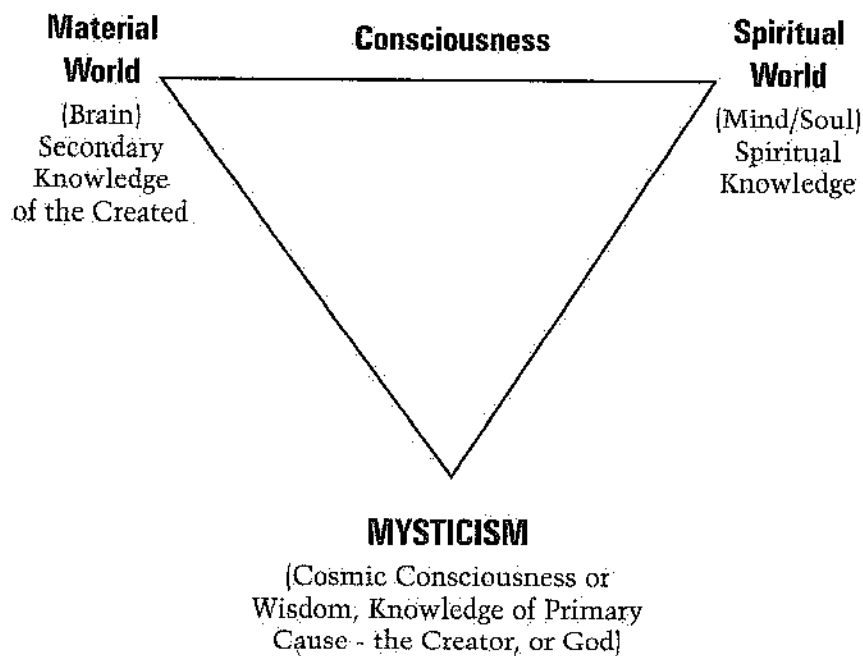 Material
World
(Brain)
Secondary
Knowledge
of the Created
Consciousness
Spiritual
World
(Mind/Soul)
Spiritual
Knowledge
MYSTICISM
(Cosmic Consciousness or
Wisdom, Knowledge of Primary
Cause - the Creator, or God)